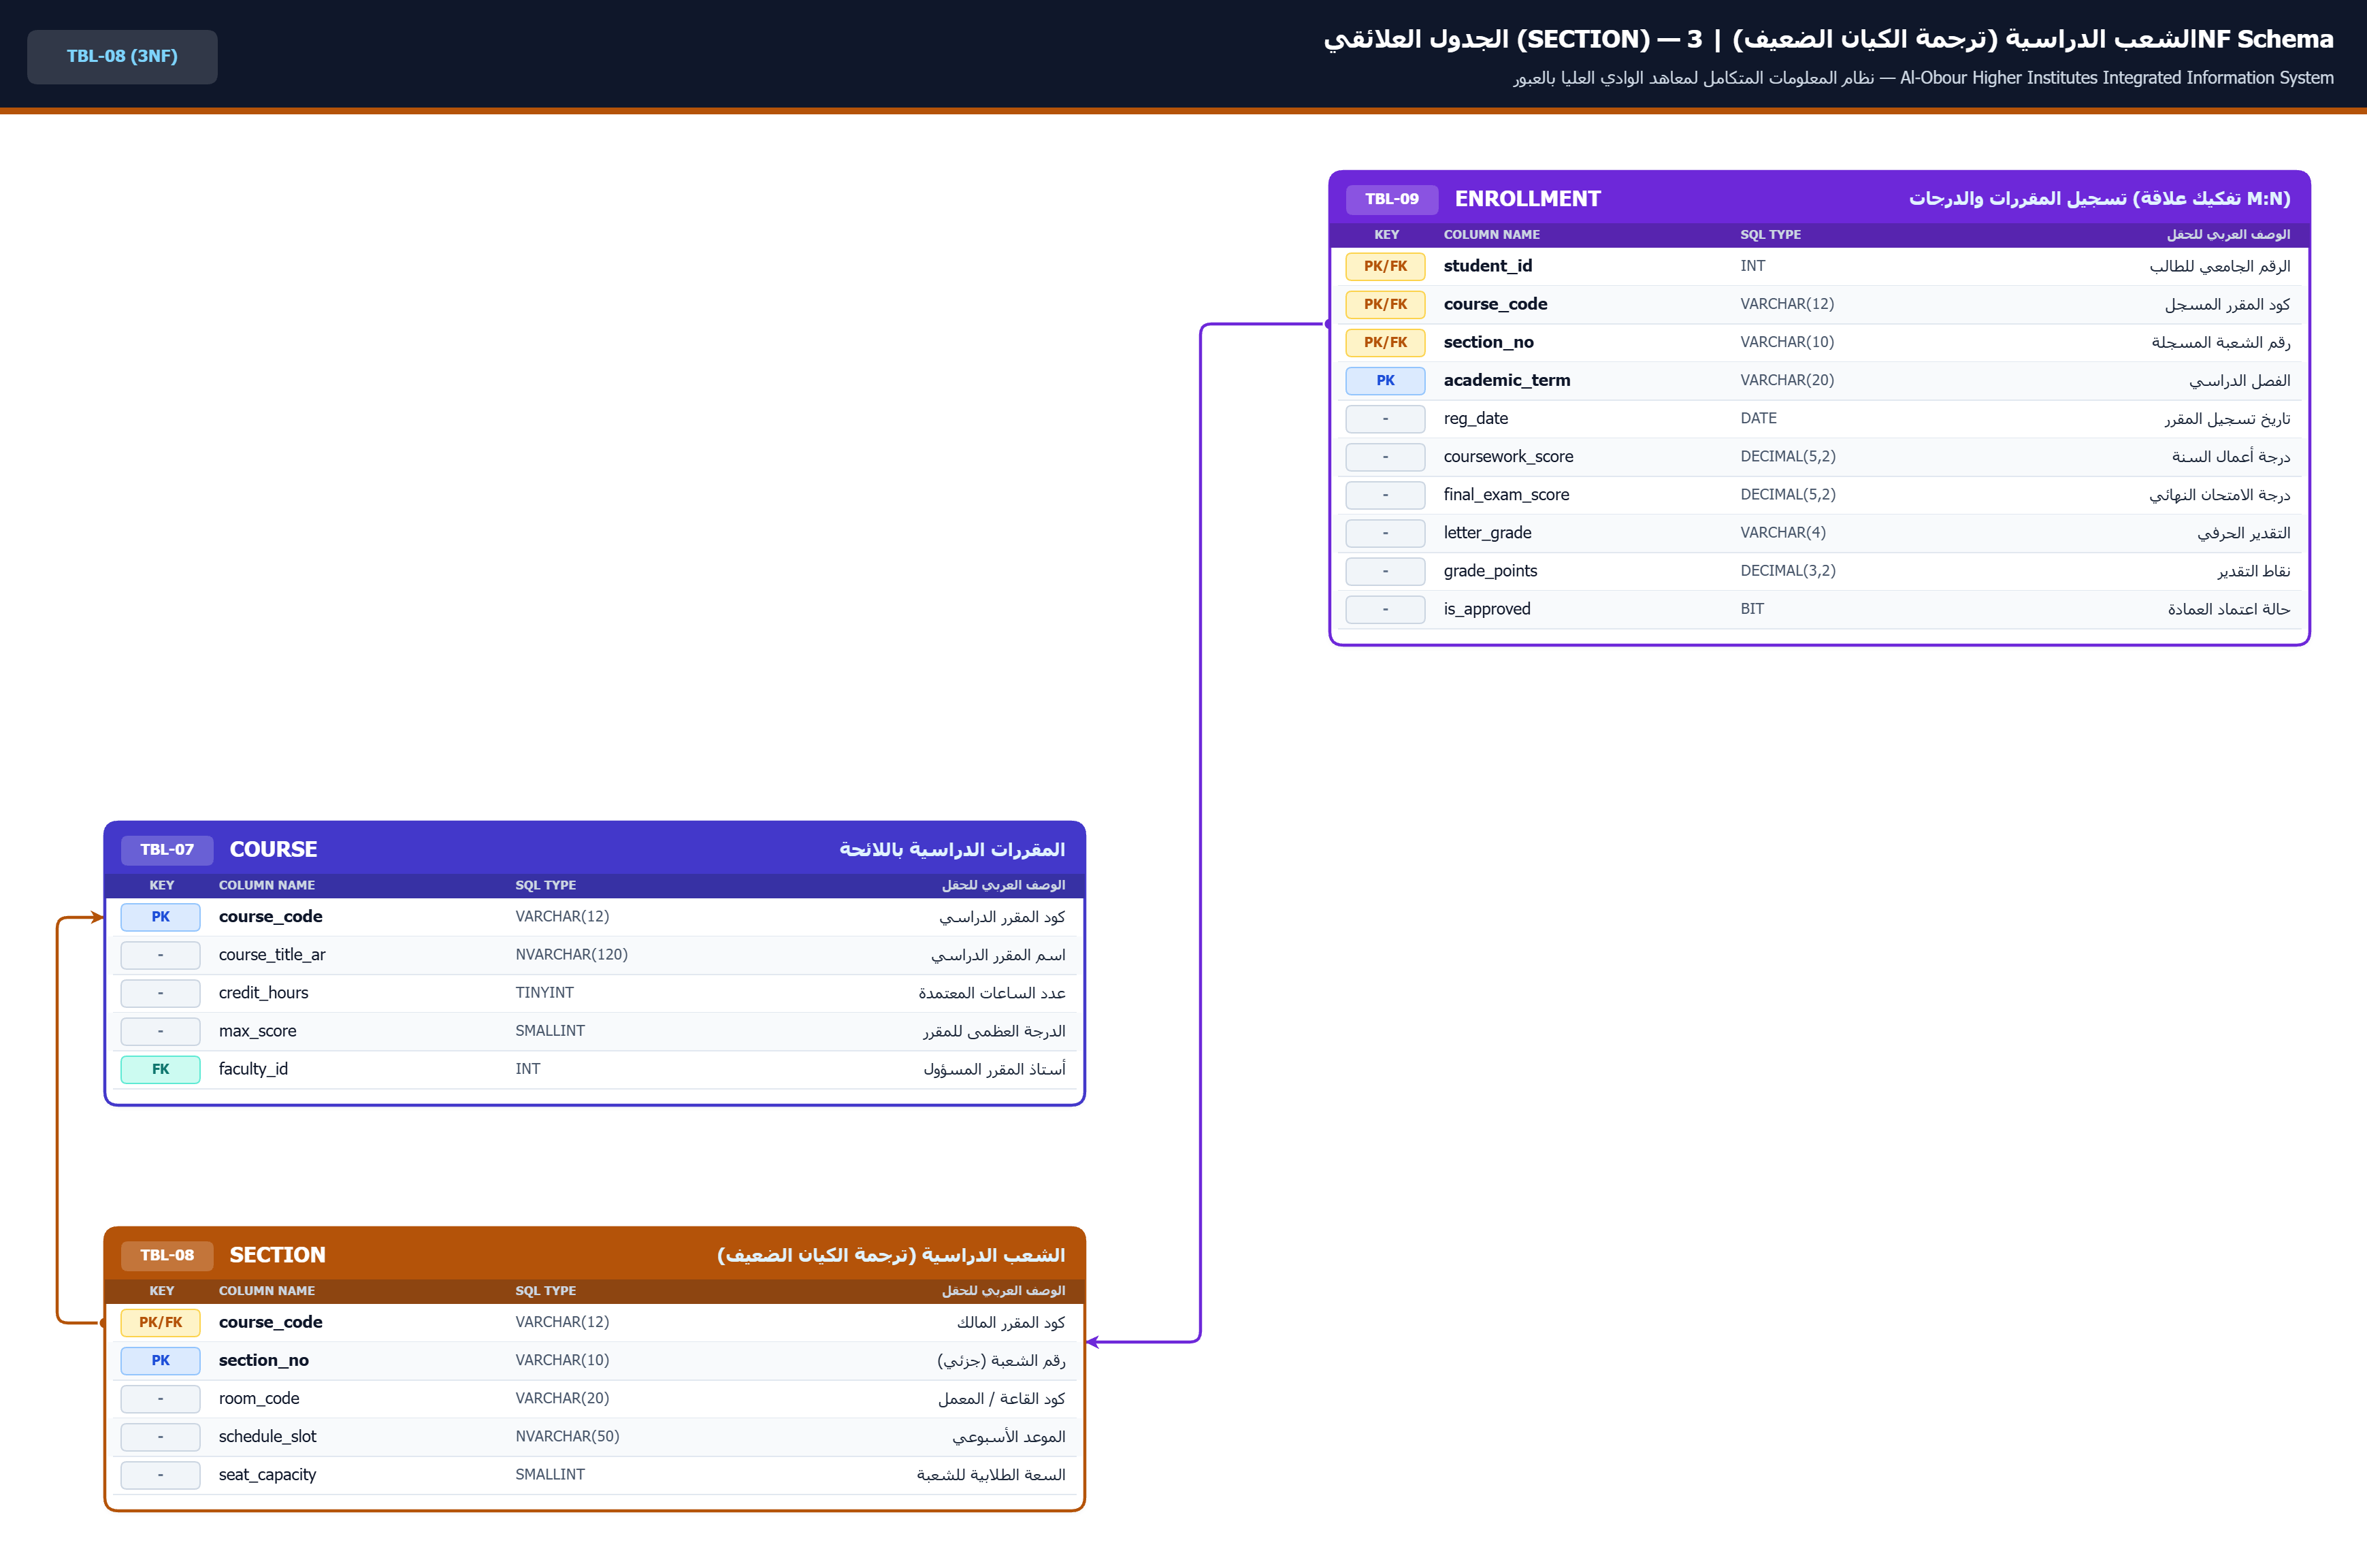 الجدول العلائقي (SECTION) — 3 | (ترجمة الكيان الضعيف) الشعب الدراسيةNF Schema
TBL-08 (3NF)
نظام المعلومات المتكامل لمعاهد الوادي العليا بالعبور — Al-Obour Higher Institutes Integrated Information System
TBL-09 ENROLLMENT تسجيل المقررات والدرجات (تفكيك علاقة M:N)
KEY COLUMN NAME SQL TYPE الوصف العربي للحقل
PK/FK student_id INT الرقم الجامعي للطالب
PK/FK course_code VARCHAR(12) كود المقرر المسجل
PK/FK section_no VARCHAR(10) رقم الشعبة المسجلة
PK academic_term VARCHAR(20) الفصل الدراسي
- reg_date DATE تاريخ تسجيل المقرر
- coursework_score DECIMAL(5,2) درجة أعمال السنة
- final_exam_score DECIMAL(5,2) درجة الامتحان النهائي
- letter_grade VARCHAR(4) التقدير الحرفي
- grade_points DECIMAL(3,2) نقاط التقدير
- is_approved BIT حالة اعتماد العمادة
TBL-07 COURSE المقررات الدراسية باللائحة
KEY COLUMN NAME SQL TYPE الوصف العربي للحقل
PK course_code VARCHAR(12) كود المقرر الدراسي
- course_title_ar NVARCHAR(120) اسم المقرر الدراسي
- credit_hours TINYINT عدد الساعات المعتمدة
- max_score SMALLINT الدرجة العظمى للمقرر
FK faculty_id INT أستاذ المقرر المسؤول
TBL-08 SECTION الشعب الدراسية (ترجمة الكيان الضعيف)
KEY COLUMN NAME SQL TYPE الوصف العربي للحقل
PK/FK course_code VARCHAR(12) كود المقرر المالك
PK section_no VARCHAR(10) رقم الشعبة (جزئي)
- room_code VARCHAR(20) كود القاعة / المعمل
- schedule_slot NVARCHAR(50) الموعد الأسبوعي
- seat_capacity SMALLINT السعة الطلابية للشعبة